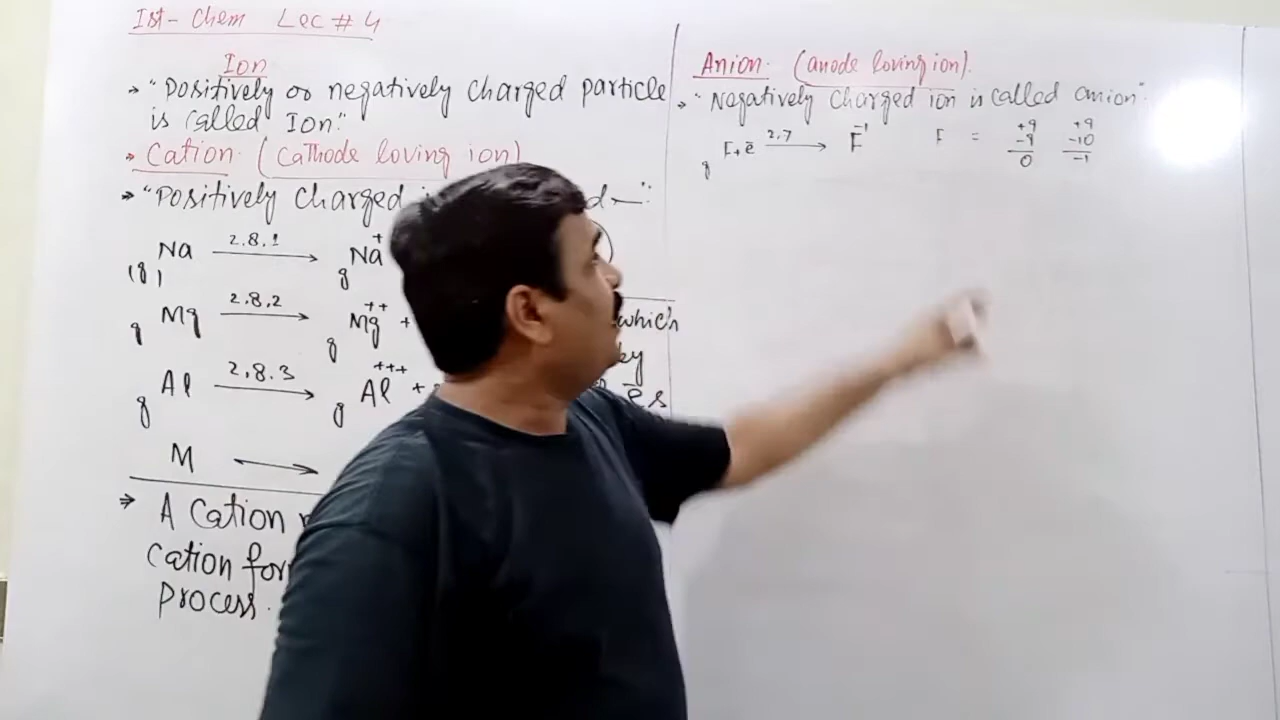 Ist - Chem Lec # 4
Ion
"Positively or negatively charged particle
is called Ion."
Cation. (Cathode loving ion)
"Positively Charged
Na 2,8,1 → Na+
(g) g
Mg 2,8,2 → Mg++ +
g g
Al 2,8,3 → Al+++ +
g g
M →
A Cation
Cation
Process.
which
Anion. (anode loving ion).
"Negatively charged ion is called anion".
g F+ē 2,7 → F-1 F = +9 +9
-9 -10
0 -1